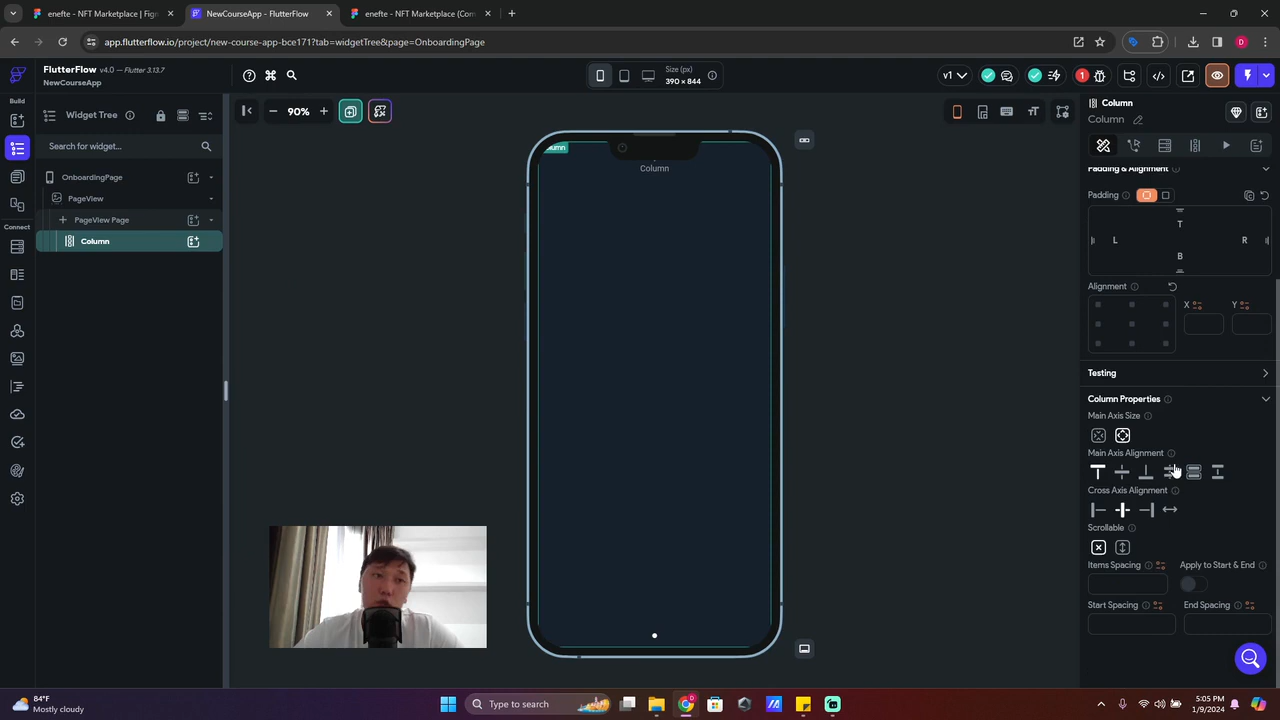 enefte - NFT Marketplace | Fig
NewCourseApp - FlutterFlow
enefte - NFT Marketplace (Com
app.flutterflow.io/project/new-course-app-bce171?tab=widgetTree&page=OnboardingPage
D
FlutterFlow v4.0 - Flutter 3.13.7
NewCourseApp
Size (px)
390 × 844
v1
1
Build
Widget Tree
90%
Column
Column
Search for widget...
OnboardingPage
PageView
PageView Page
Column
Connect
Column
Padding & Alignment
Padding
T
L
R
B
Alignment
X
Y
Testing
Column Properties
Main Axis Size
Main Axis Alignment
Cross Axis Alignment
Scrollable
Items Spacing
Apply to Start & End
Start Spacing
End Spacing
84°F
Mostly cloudy
Type to search
D
5:05 PM
1/9/2024